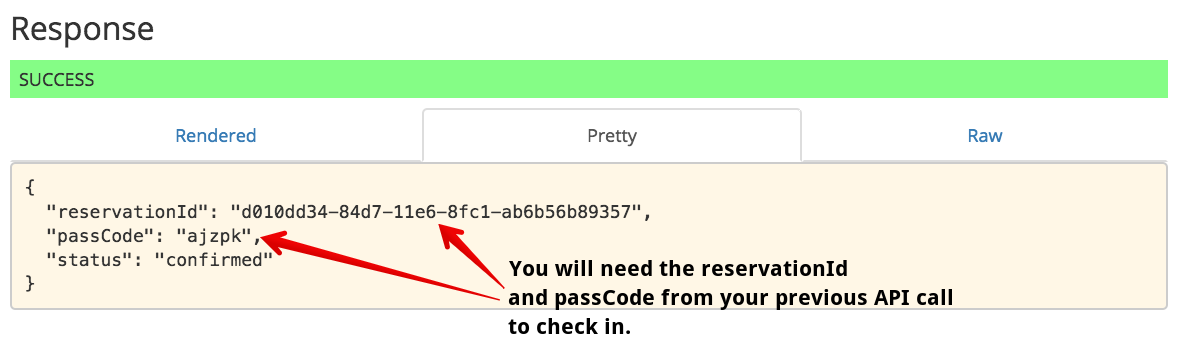 Response
SUCCESS
Rendered Pretty Raw
{
"reservationId": "d010dd34-84d7-11e6-8fc1-ab6b56b89357",
"passCode": "ajzpk",
"status": "confirmed"
}
You will need the reservationId
and passCode from your previous API call
to check in.